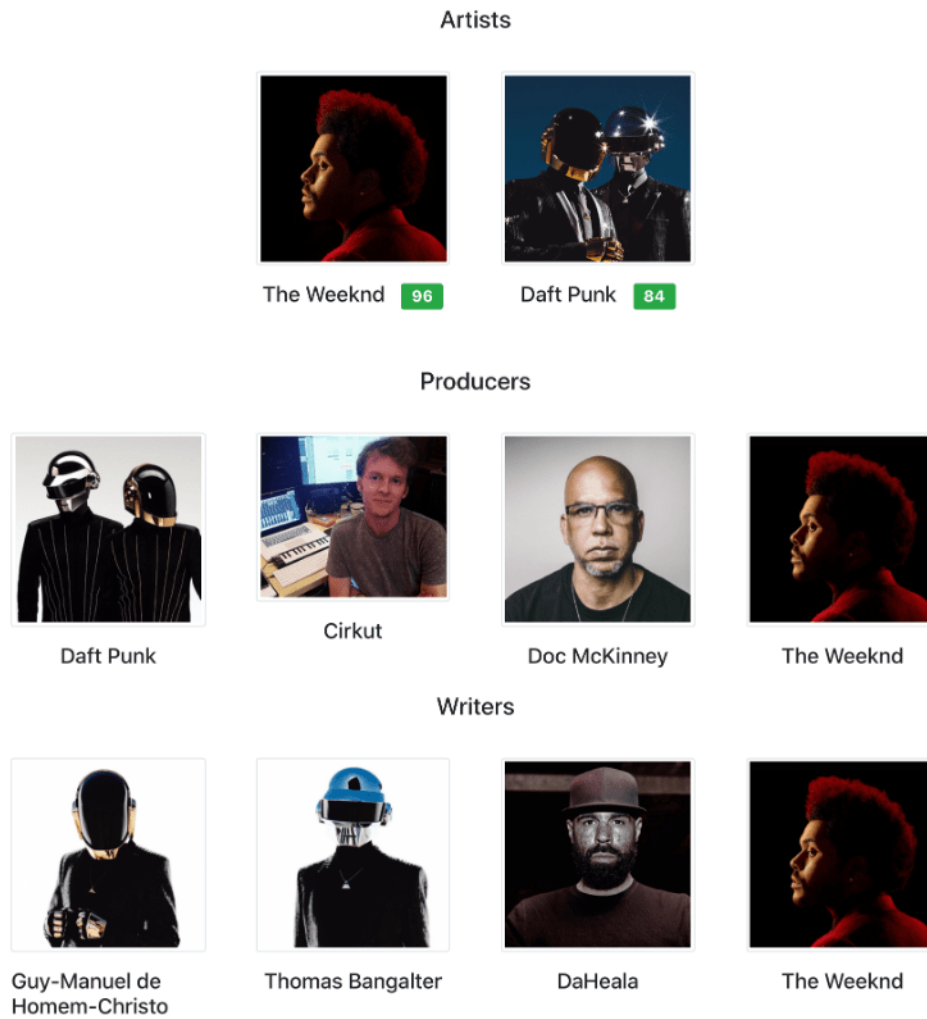 Artists
The Weeknd 96
Daft Punk 84
Producers
Daft Punk
Cirkut
Doc McKinney
The Weeknd
Writers
Guy-Manuel de
Homem-Christo
Thomas Bangalter
DaHeala
The Weeknd